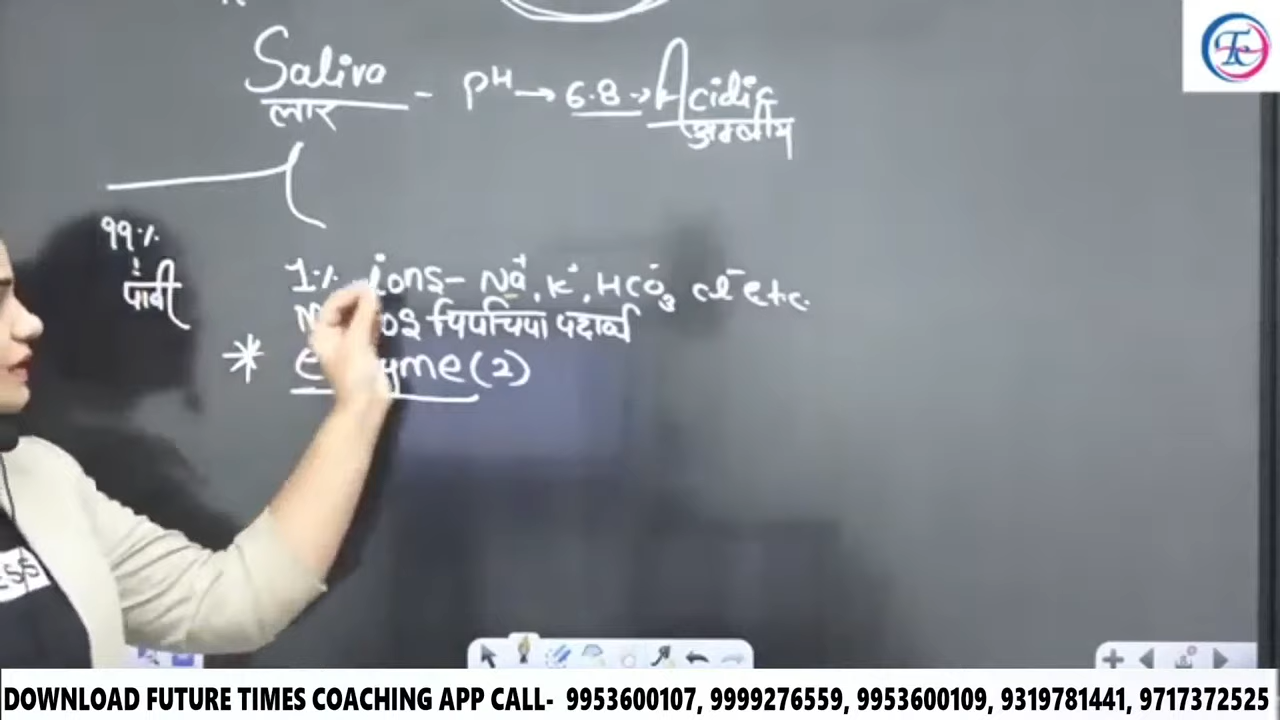 Saliva - pH → 6.8 → Acidic
लार अम्लीय
99%
पानी
1% ions - Na⁺, K⁺, HCO₃⁻ Cl⁻ etc.
चिपचिपा पदार्थ
* (2)
DOWNLOAD FUTURE TIMES COACHING APP CALL- 9953600107, 9999276559, 9953600109, 9319781441, 9717372525